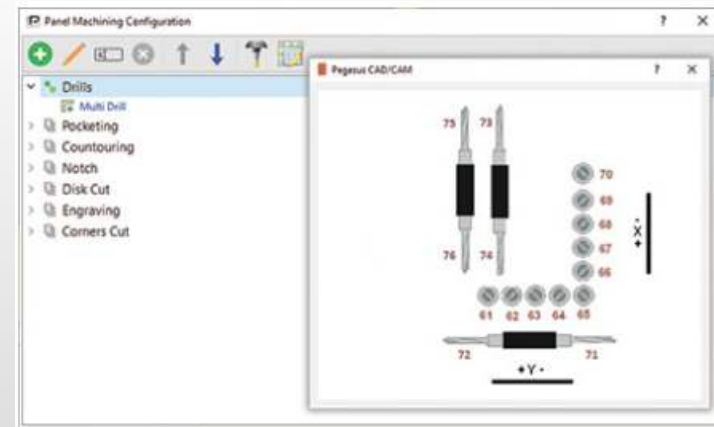 Panel Machining Configuration
? ×
Drills
Multi Drill
Pocketing
Countouring
Notch
Disk Cut
Engraving
Corners Cut
Pegasus CAD/CAM
? ×
75 73
70
69
68
67
66
- X +
76 74
61 62 63 64 65
72 71
+ Y -